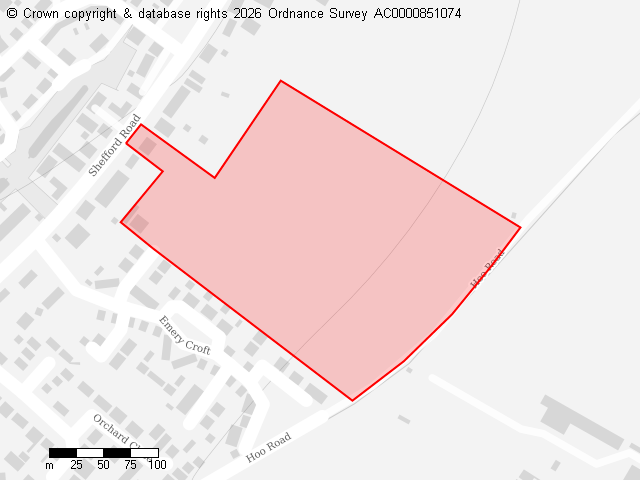 © Crown copyright & database rights 2026 Ordnance Survey AC0000851074
Shefford Road
Hoo Road
Emery Croft
Orchard
Hoo Road
m 25 50 75 100